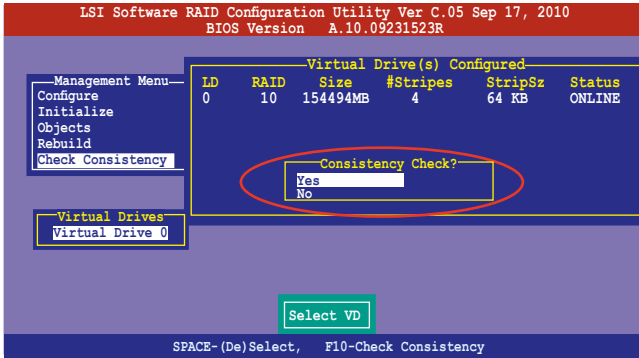 LSI Software RAID Configuration Utility Ver C.05 Sep 17, 2010
BIOS Version A.10.09231523R
Virtual Drive(s) Configured
LD RAID Size #Stripes StripSz Status
0 10 154494MB 4 64 KB ONLINE
Management Menu
Configure
Initialize
Objects
Rebuild
Check Consistency
Consistency Check?
Yes
No
Virtual Drives
Virtual Drive 0
Select VD
SPACE-(De)Select, F10-Check Consistency